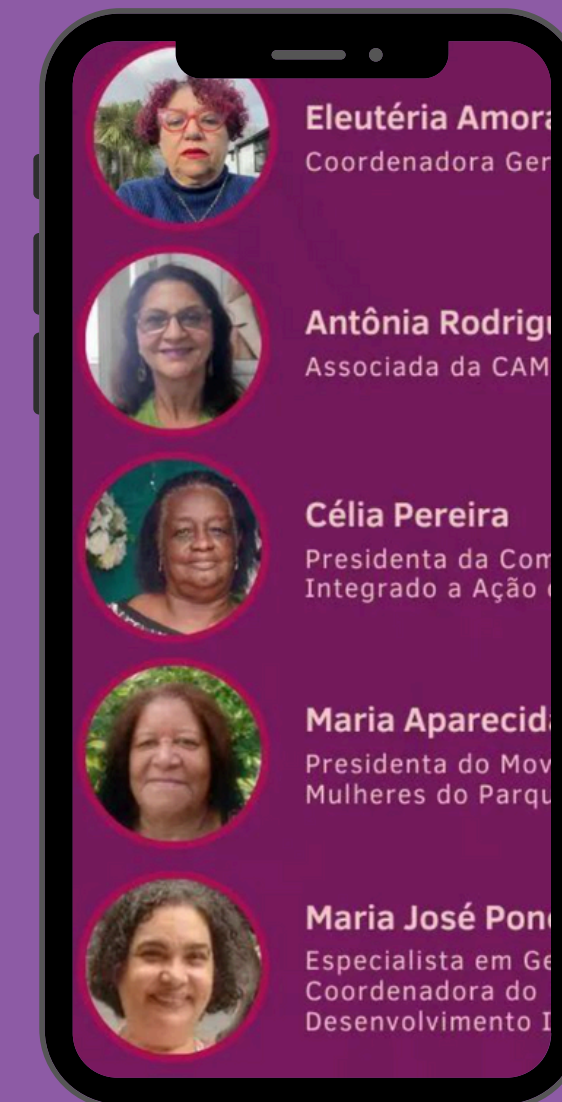 Eleutéria Amora
Coordenadora Ger
Antônia Rodrigu
Associada da CAM
Célia Pereira
Presidenta da Com
Integrado a Ação
Maria Aparecida
Presidenta do Mov
Mulheres do Parqu
Maria José Pon
Especialista em Ge
Coordenadora do
Desenvolvimento I